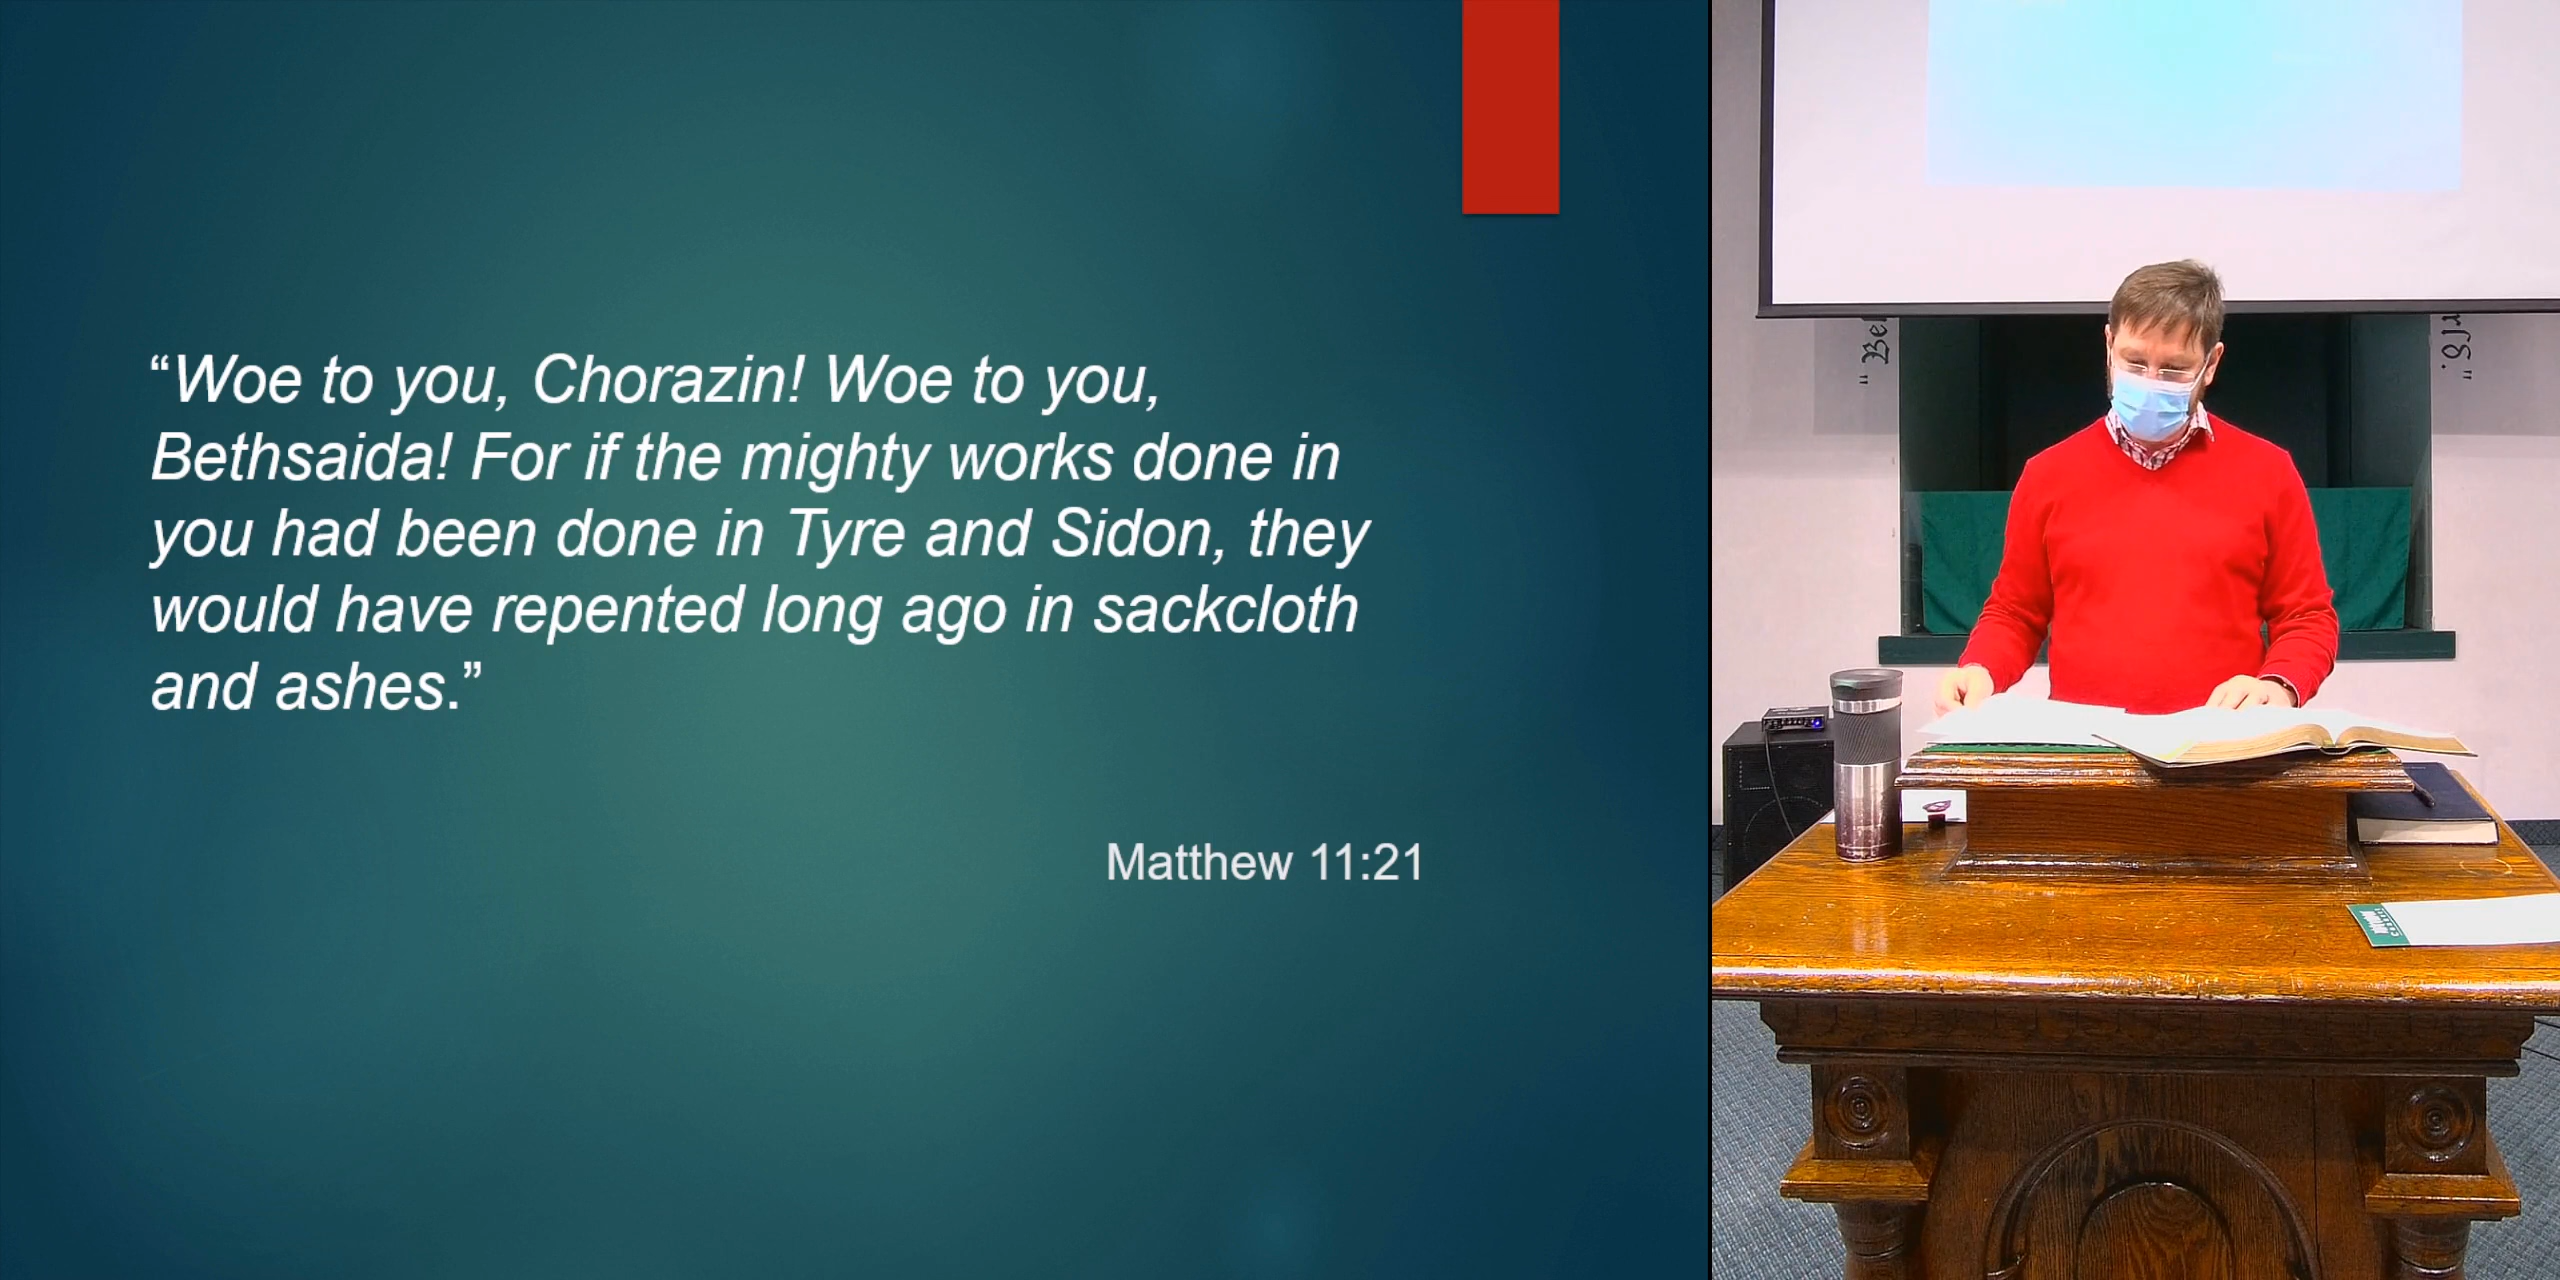 “Woe to you, Chorazin! Woe to you,
Bethsaida! For if the mighty works done in
you had been done in Tyre and Sidon, they
would have repented long ago in sackcloth
and ashes.”
Matthew 11:21